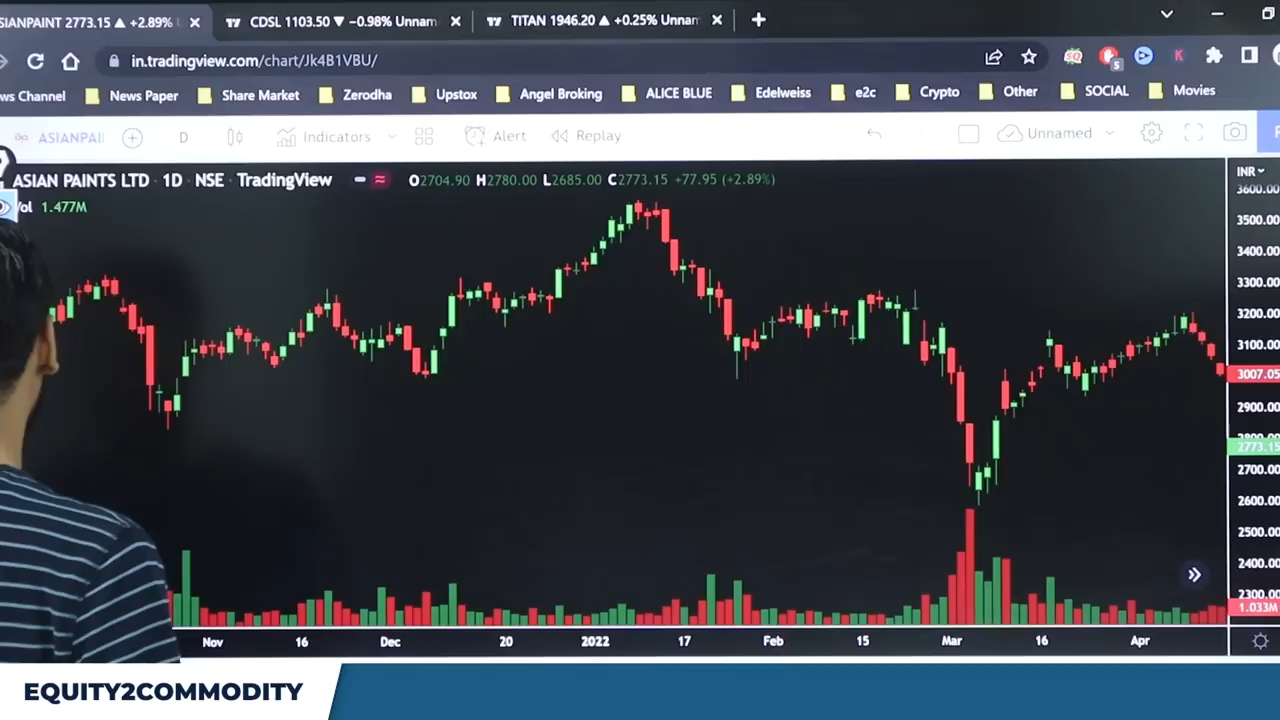 SIANPAINT 2773.15 ▲ +2.89%
CDSL 1103.50 ▼ −0.98% Unnam
TITAN 1946.20 ▲ +0.25% Unnam
in.tradingview.com/chart/Jk4B1VBU/
ws Channel
News Paper
Share Market
Zerodha
Upstox
Angel Broking
ALICE BLUE
Edelweiss
e2c
Crypto
Other
SOCIAL
Movies
ASIANPAI
D
Indicators
Alert
Replay
Unnamed
ASIAN PAINTS LTD · 1D · NSE · TradingView
O2704.90 H2780.00 L2685.00 C2773.15 +77.95 (+2.89%)
INR
Vol 1.477M
3600.00
3500.00
3400.00
3300.00
3200.00
3100.00
3007.05
2900.00
2773.15
2700.00
2600.00
2500.00
2400.00
2300.00
1.033M
Nov 16 Dec 20 2022 17 Feb 15 Mar 16 Apr
EQUITY2COMMODITY